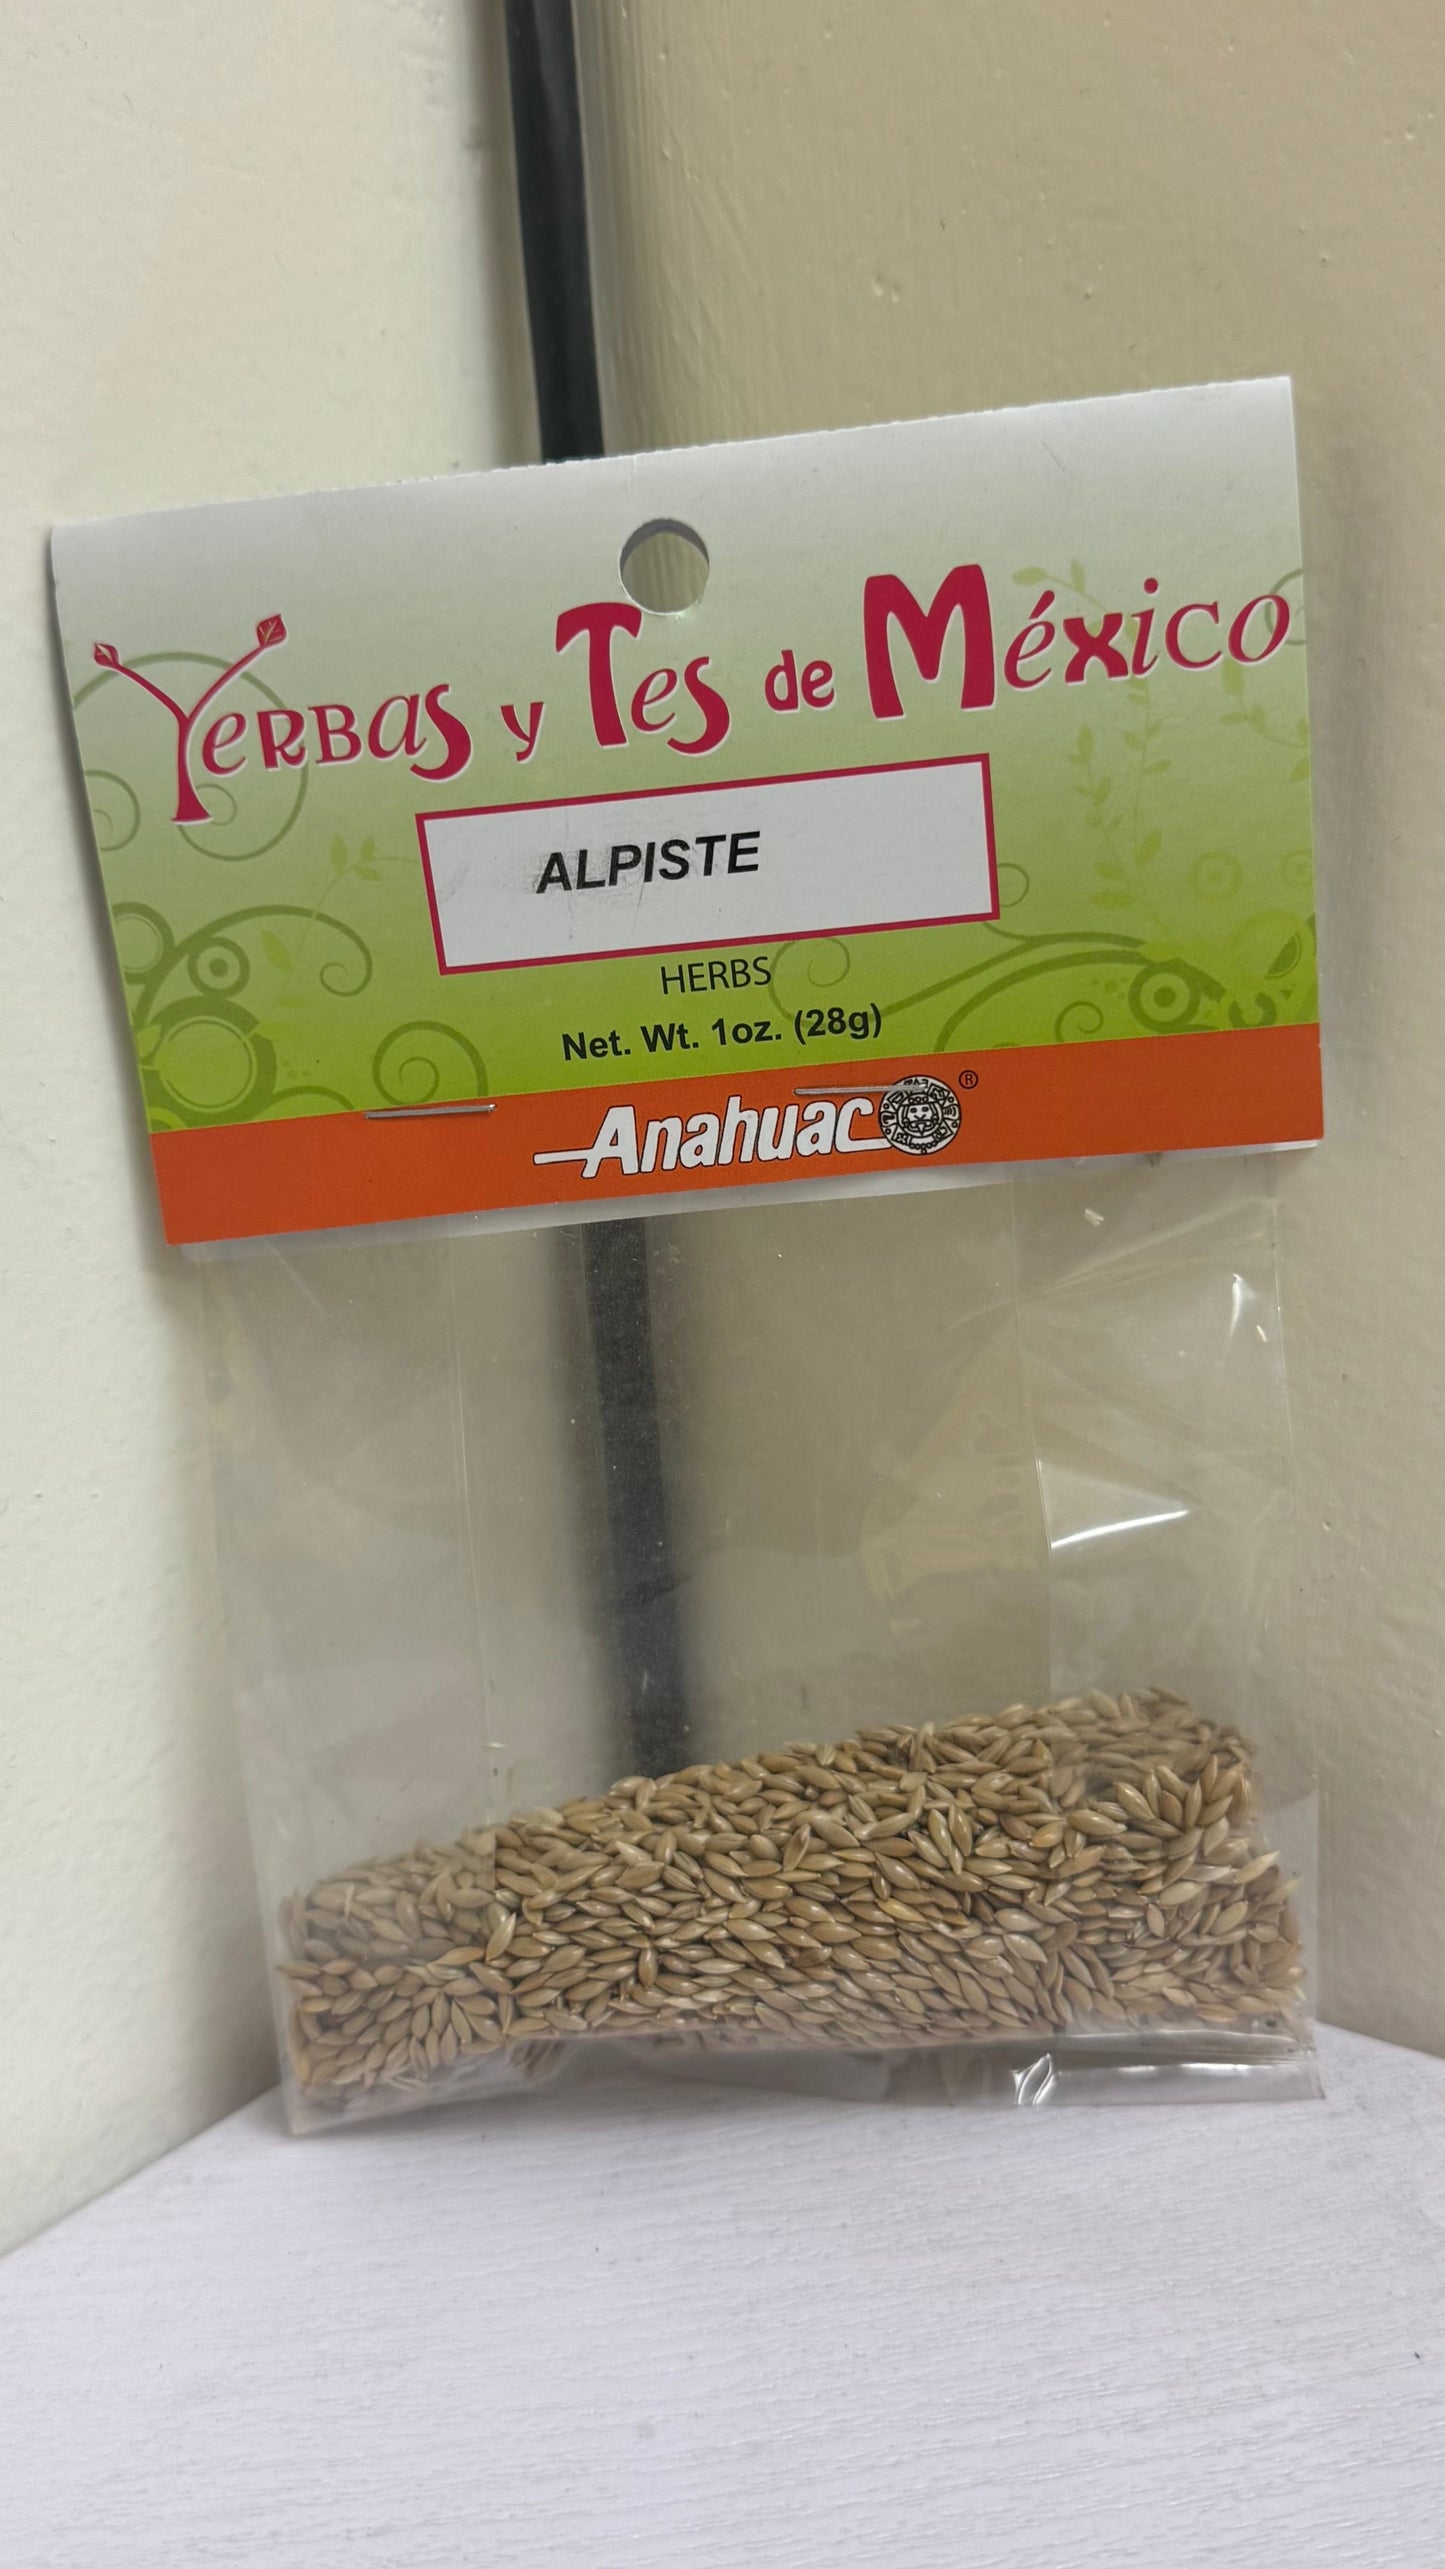 Yerbas y Tes de México
ALPISTE
HERBS
Net. Wt. 1oz. (28g)
Anahuac ®